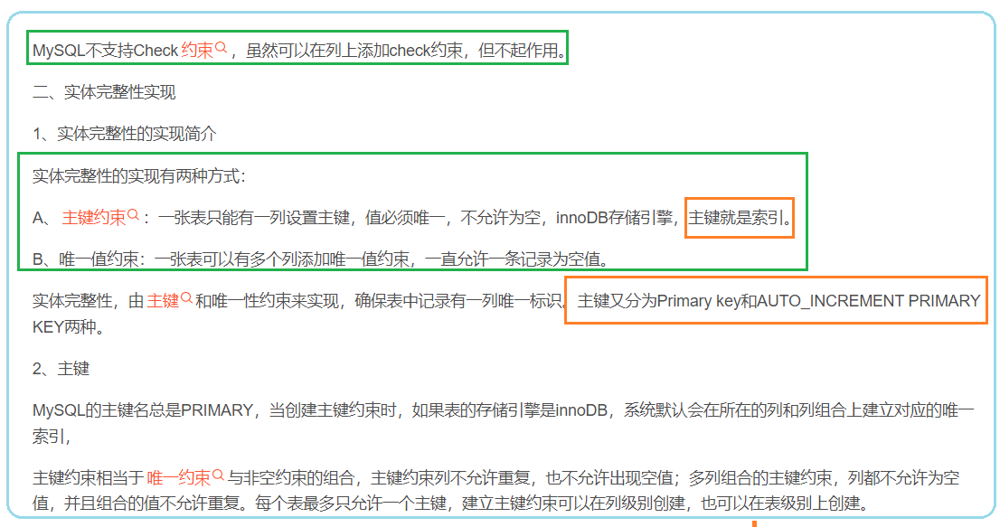 MySQL不支持Check 约束，虽然可以在列上添加check约束，但不起作用。
二、实体完整性实现
1、实体完整性的实现简介
实体完整性的实现有两种方式：
A、 主键约束：一张表只能有一列设置主键，值必须唯一，不允许为空，innoDB存储引擎，主键就是索引。
B、唯一值约束：一张表可以有多个列添加唯一值约束，一直允许一条记录为空值。
实体完整性，由 主键和唯一性约束来实现，确保表中记录有一列唯一标识。主键又分为Primary key和AUTO_INCREMENT PRIMARY
KEY两种。
2、主键
MySQL的主键名总是PRIMARY，当创建主键约束时，如果表的存储引擎是innoDB，系统默认会在所在的列和列组合上建立对应的唯一
索引，
主键约束相当于 唯一约束与非空约束的组合，主键约束列不允许重复，也不允许出现空值；多列组合的主键约束，列都不允许为空
值，并且组合的值不允许重复。每个表最多只允许一个主键，建立主键约束可以在列级别创建，也可以在表级别上创建。